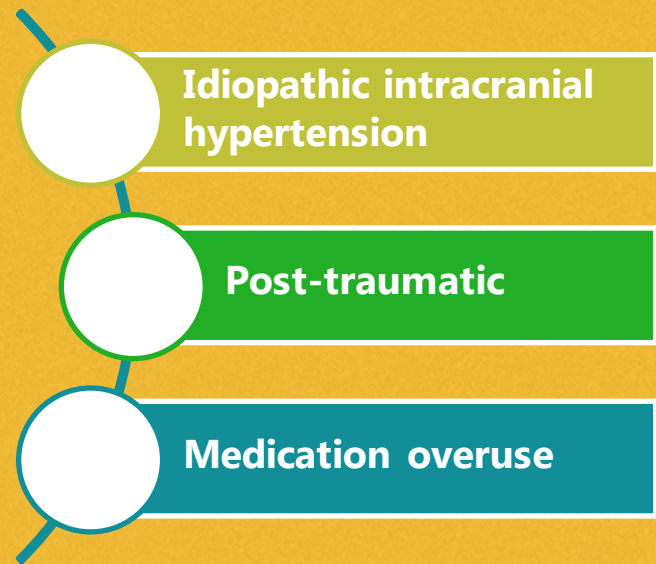 Idiopathic intracranial
hypertension
Post-traumatic
Medication overuse